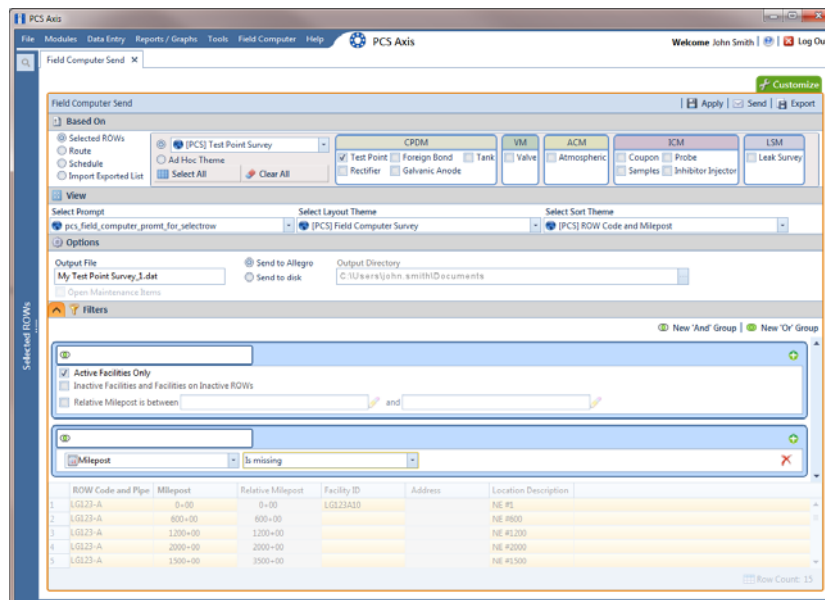 PCS Axis
File Modules Data Entry Reports / Graphs Tools Field Computer Help PCS Axis Welcome John Smith | Log Ou
Field Computer Send
Customize
Field Computer Send Apply | Send | Export
Based On
Selected ROWs
Route
Schedule
Import Exported List
[PCS] Test Point Survey
Ad Hoc Theme
Select All Clear All
CPDM
Test Point Foreign Bond Tank
Rectifier Galvanic Anode
VM
Valve
ACM
Atmospheric
ICM
Coupon Probe
Samples Inhibitor Injector
LSM
Leak Survey
View
Select Prompt Select Layout Theme Select Sort Theme
pcs_field_computer_promt_for_selectrow [PCS] Field Computer Survey [PCS] ROW Code and Milepost
Options
Output File Send to Allegro Output Directory
My Test Point Survey_1.dat Send to disk C:\Users\john.smith\Documents
Open Maintenance Items
Filters
Selected ROWs
New 'And' Group | New 'Or' Group
Active Facilities Only
Inactive Facilities and Facilities on Inactive ROWs
Relative Milepost is between and
Milepost Is missing
ROW Code and Pipe Milepost Relative Milepost Facility ID Address Location Description
1 LG123-A 0+00 0+00 LG123A10 NE #1
2 LG123-A 600+00 600+00 NE #600
3 LG123-A 1200+00 1200+00 NE #1200
4 LG123-A 2000+00 2000+00 NE #2000
5 LG123-A 1500+00 3500+00 NE #1500
Row Count: 15